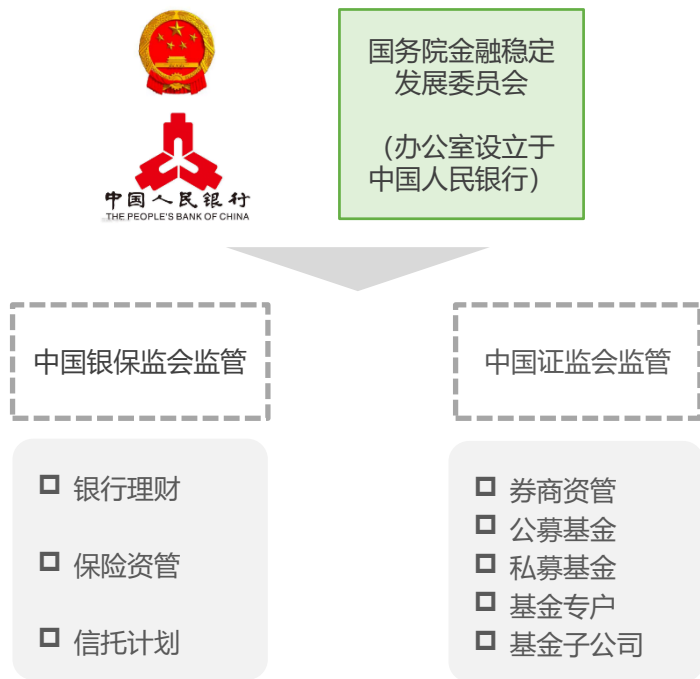 国务院金融稳定
发展委员会
（办公室设立于
中国人民银行）
中国人民银行
THE PEOPLE'S BANK OF CHINA
中国银保监会监管
中国证监会监管
银行理财
保险资管
信托计划
券商资管
公募基金
私募基金
基金专户
基金子公司